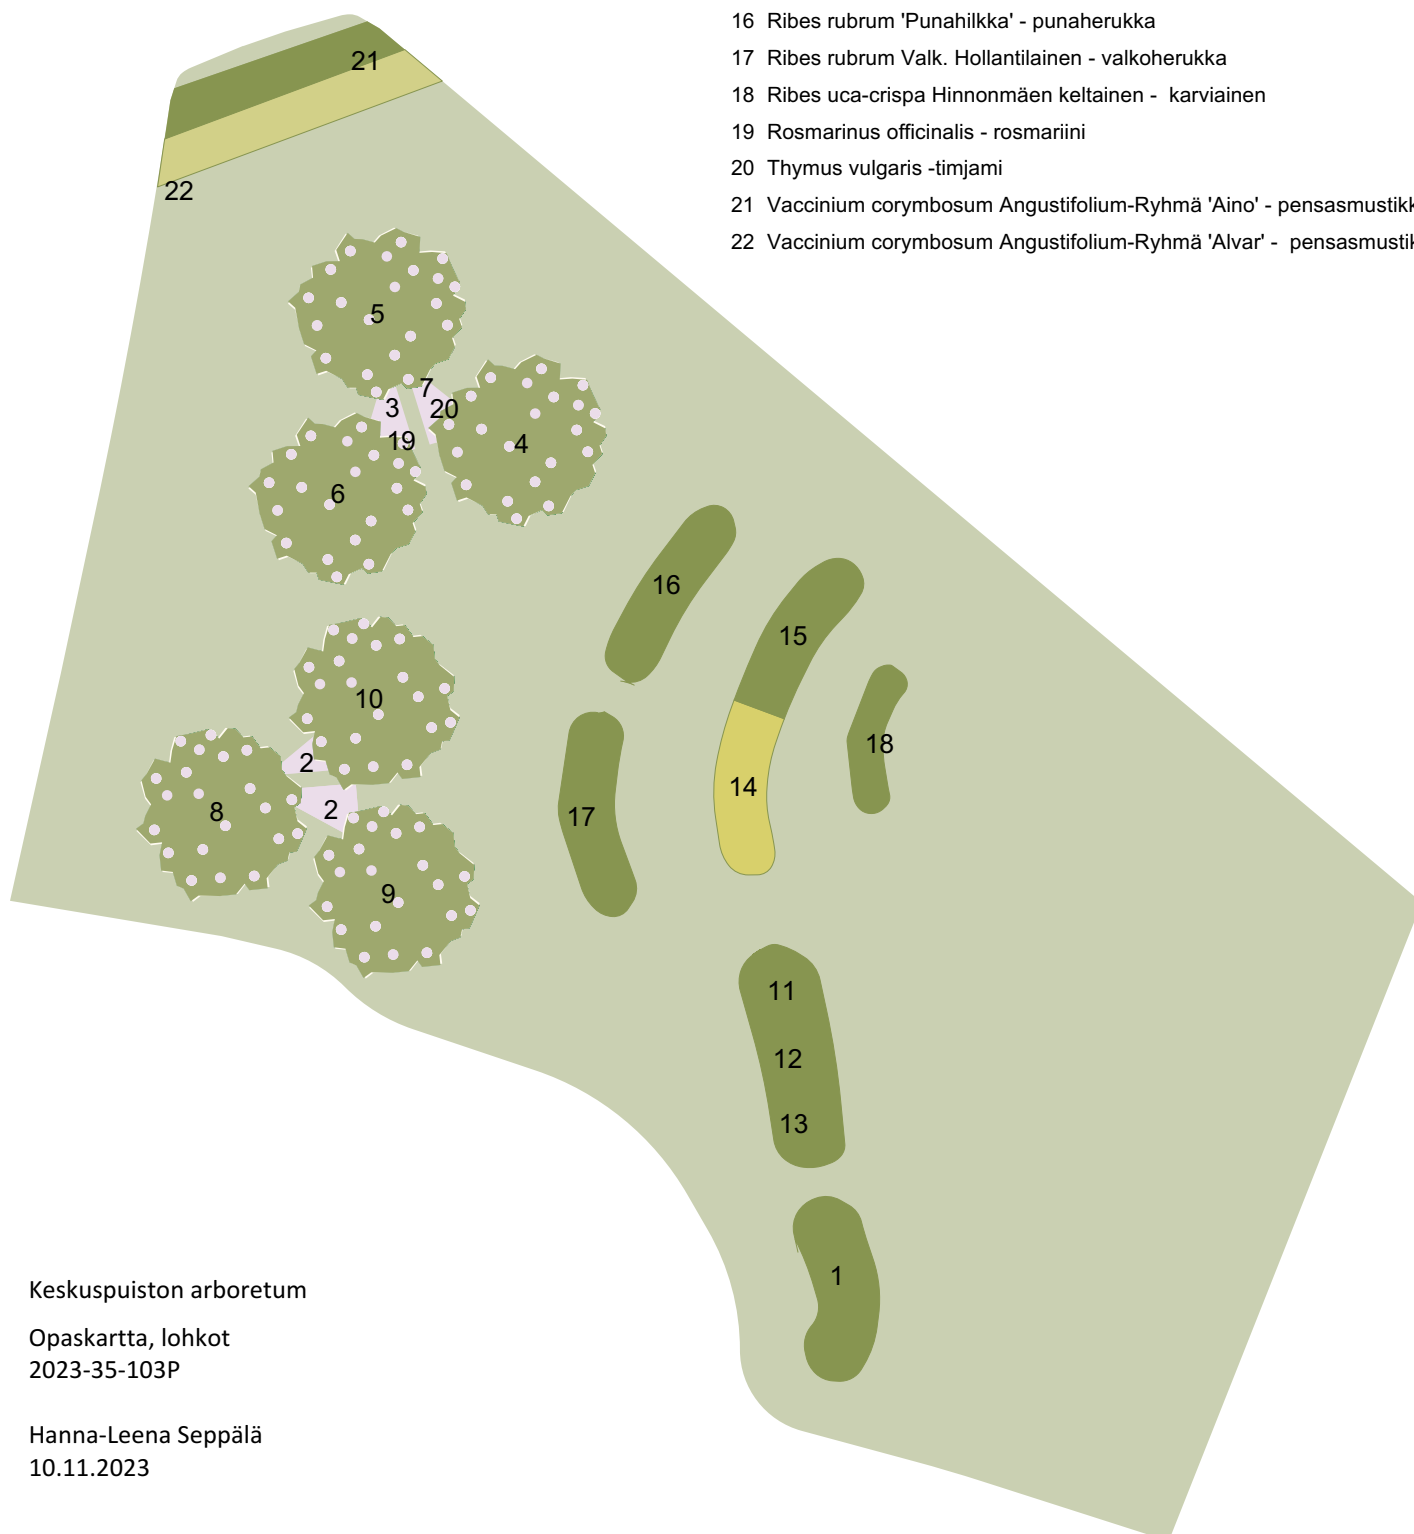 16 Ribes rubrum 'Punahilkka' - punaherukka
17 Ribes rubrum Valk. Hollantilainen - valkoherukka
18 Ribes uca-crispa Hinnonmäen keltainen - karviainen
19 Rosmarinus officinalis - rosmariini
20 Thymus vulgaris -timjami
21 Vaccinium corymbosum Angustifolium-Ryhmä 'Aino' - pensasmustikk
22 Vaccinium corymbosum Angustifolium-Ryhmä 'Alvar' - pensasmustik
21
22
5
7
3
20
19
4
6
16
15
10
18
2
14
2
8
17
9
11
12
13
1
Keskuspuiston arboretum
Opaskartta, lohkot
2023-35-103P
Hanna-Leena Seppälä
10.11.2023